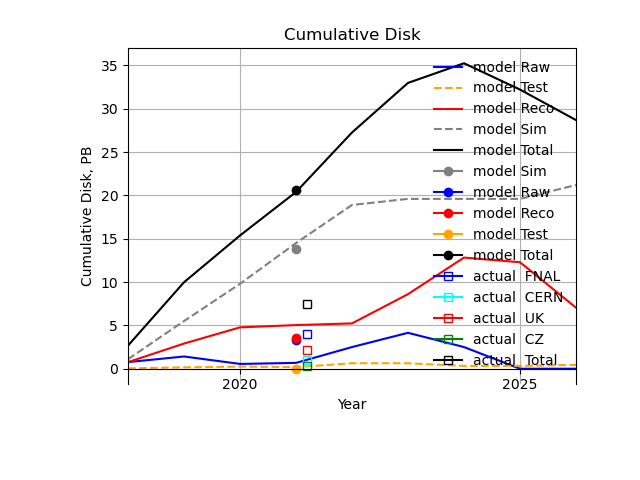 Cumulative Disk
Cumulative Disk, PB
35
30
25
20
15
10
5
0
model Raw
model Test
model Reco
model Sim
model Total
model Sim
model Raw
model Reco
model Test
model Total
actual  FNAL
actual  CERN
actual  UK
actual  CZ
actual  Total
2020
2025
Year